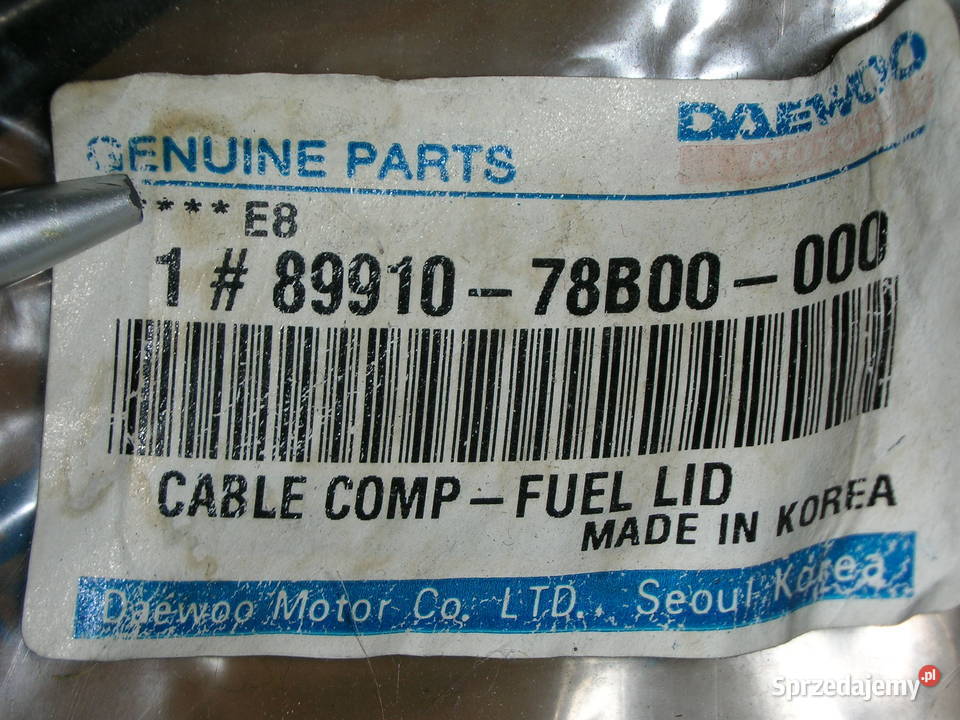 DAEWOO
GENUINE PARTS
****E8
1 # 89910-78B00-000
CABLE COMP-FUEL LID
MADE IN KOREA
Daewoo Motor Co. LTD., Seoul Korea
Sprzedajemy.pl